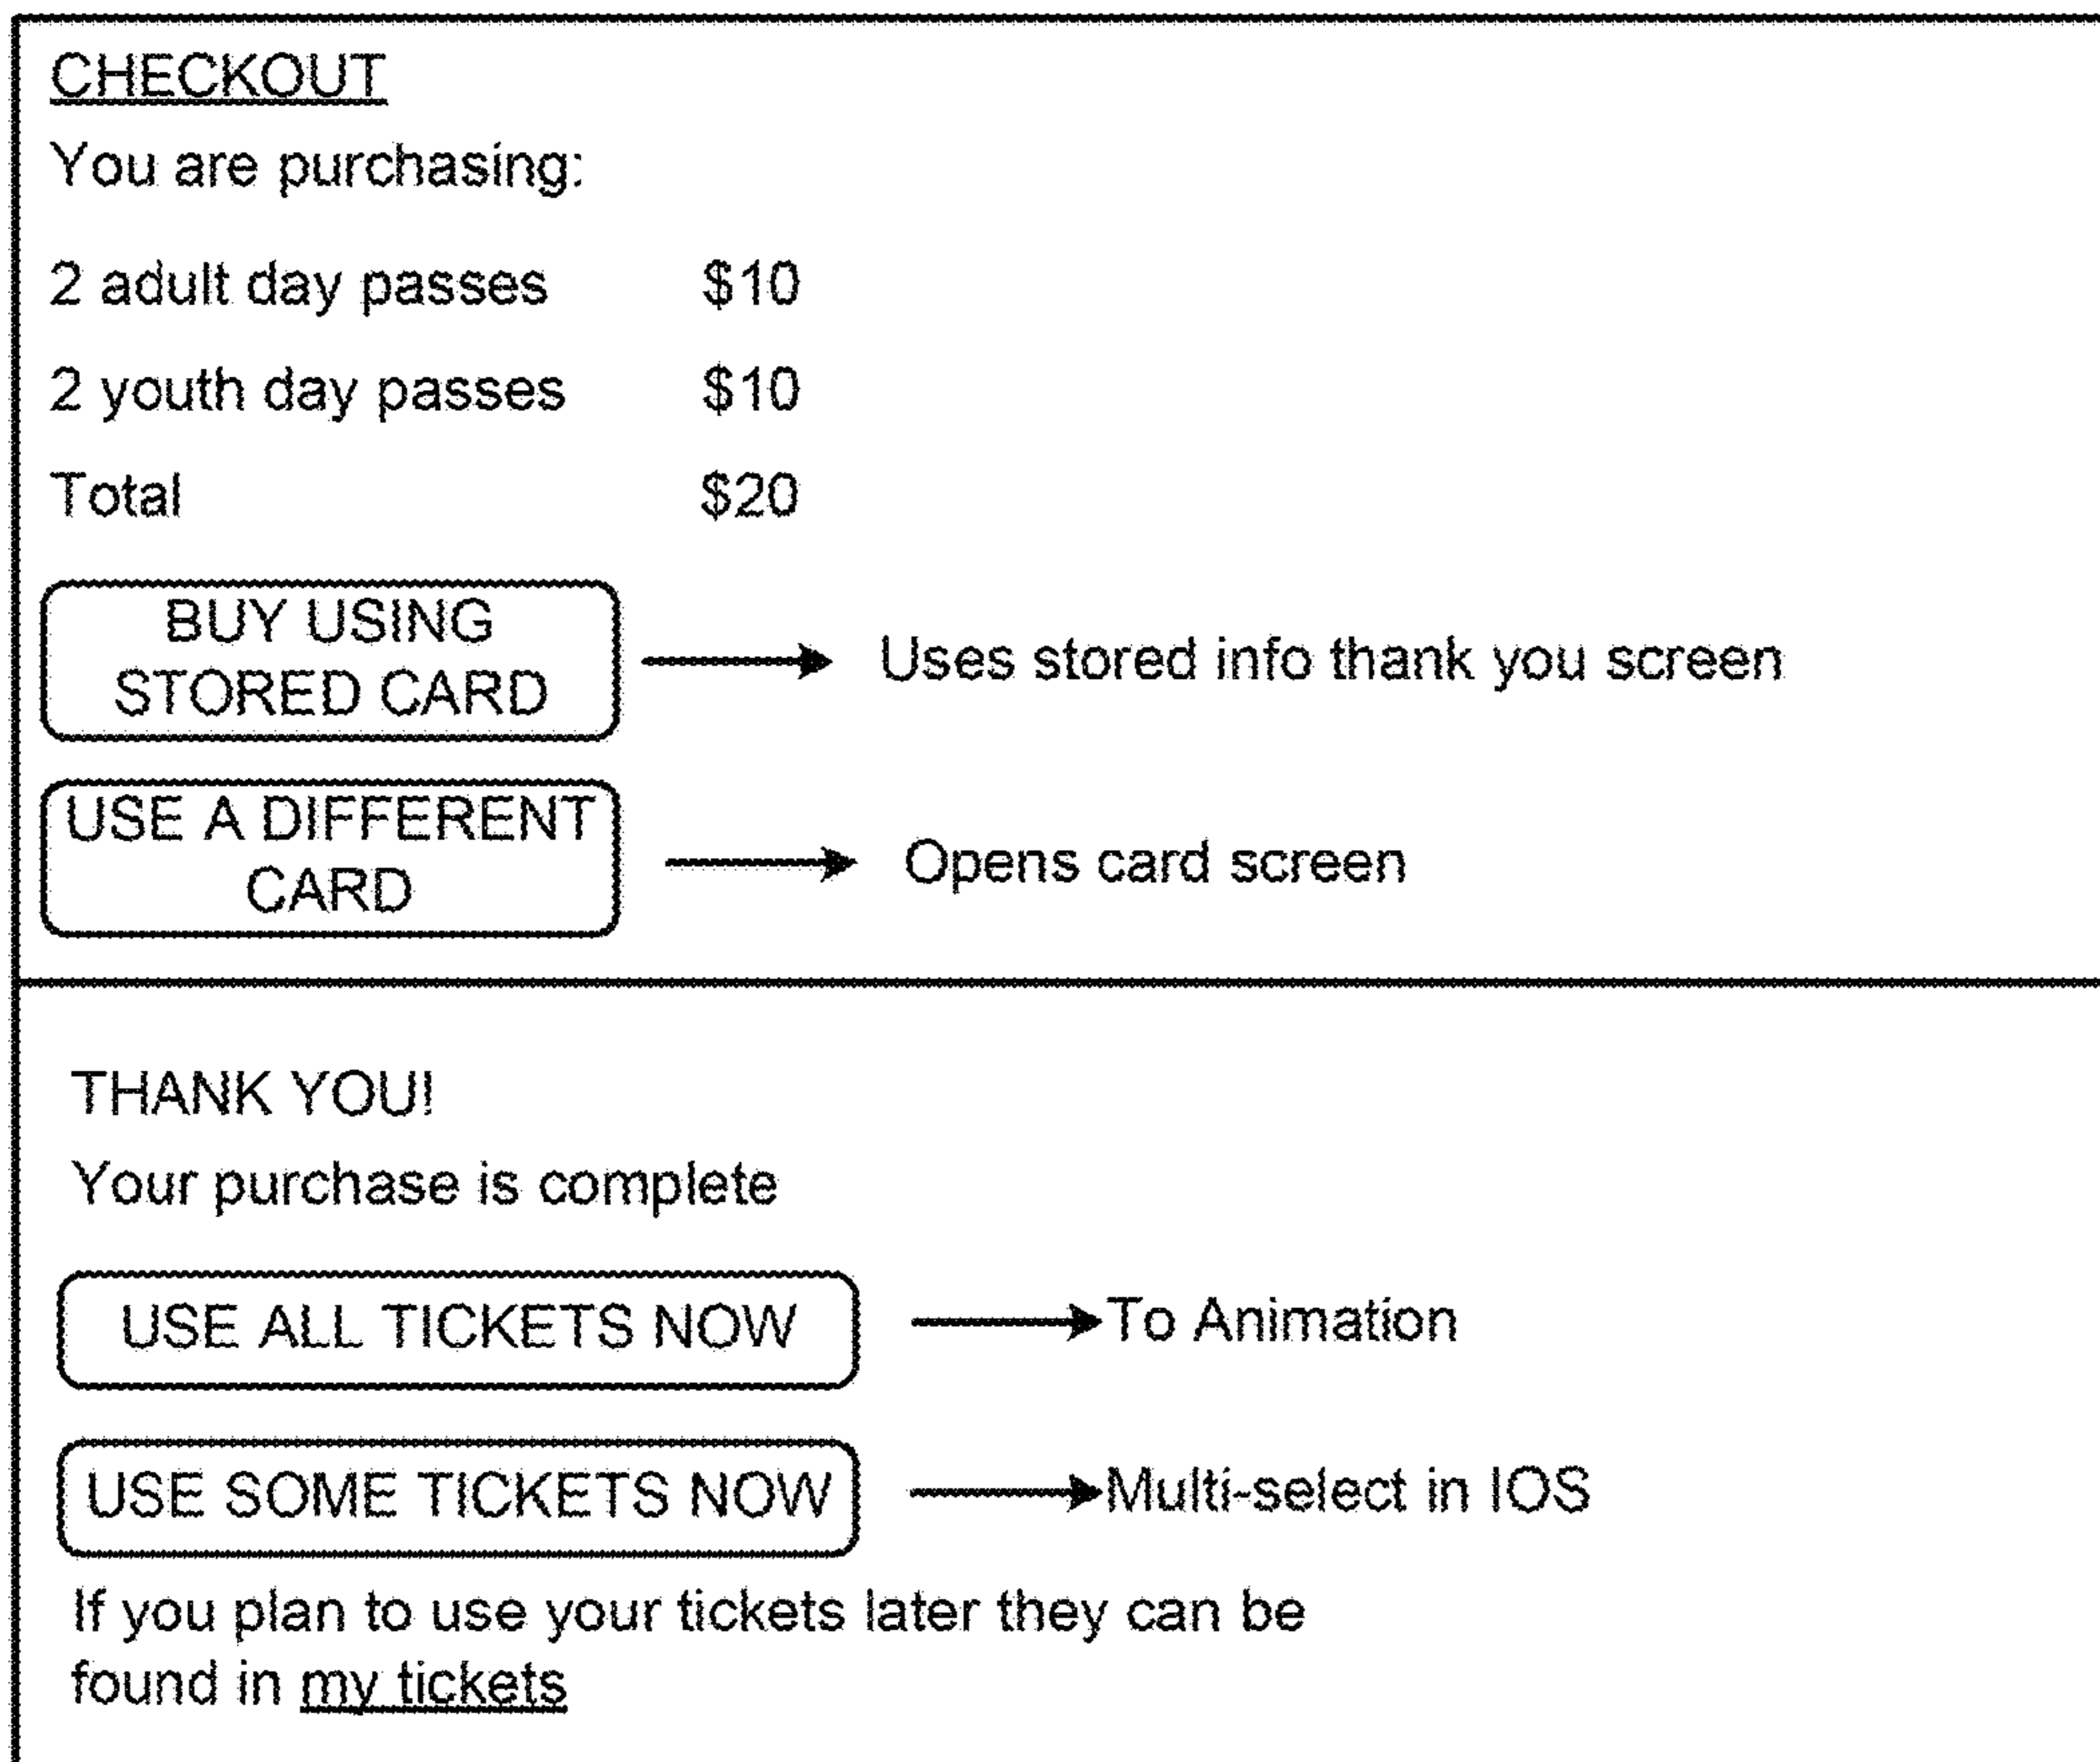 CHECKOUT
You are purchasing:
2 adult day passes $10
2 youth day passes $10
Total $20
BUY USING
STORED CARD
Uses stored info thank you screen
USE A DIFFERENT
CARD
Opens card screen
THANK YOU!
Your purchase is complete
USE ALL TICKETS NOW
To Animation
USE SOME TICKETS NOW
Multi-select in IOS
If you plan to use your tickets later they can be
found in my tickets